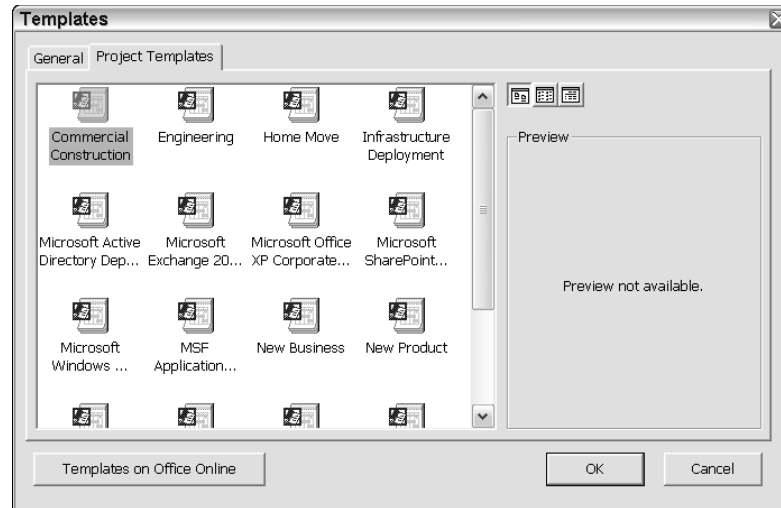 Templates
General Project Templates
Commercial Engineering Home Move Infrastructure
Construction Deployment
Preview
Microsoft Active Microsoft Microsoft Office Microsoft
Directory Dep... Exchange 20... XP Corporate... SharePoint...
Preview not available.
Microsoft MSF New Business New Product
Windows ... Application...
Templates on Office Online OK Cancel